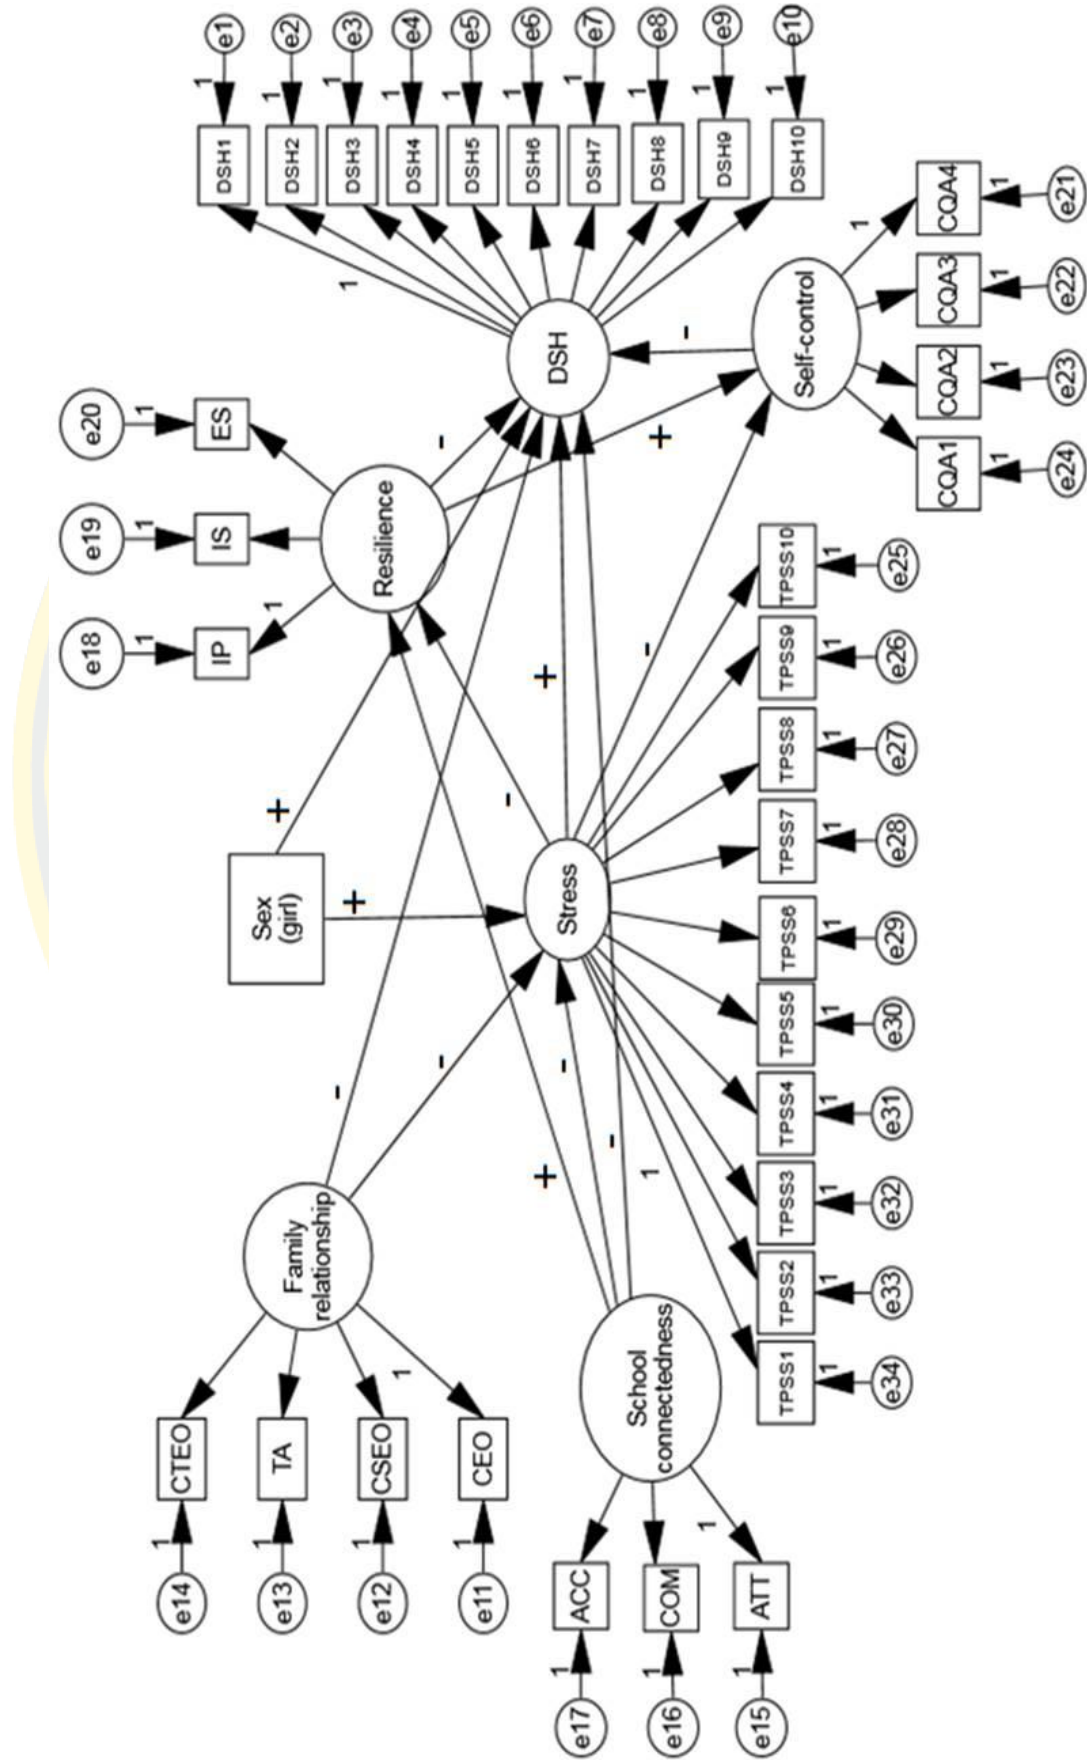 e14
1
CTEO
e13
1
TA
e12
1
CSEO
e11
1
CEO
1
Family
relationship
e17
1
ACC
e16
1
COM
e15
1
ATT
1
School
connectedness
Sex
(girl)
e18
1
IP
1
e19
1
IS
e20
1
ES
Resilience
Stress
DSH
Self-control
-
-
+
-
-
+
+
-
+
-
-
+
-
1
DSH1
1
e1
DSH2
1
e2
DSH3
1
e3
DSH4
1
e4
DSH5
1
e5
DSH6
1
e6
DSH7
1
e7
DSH8
1
e8
DSH9
1
e9
DSH10
1
e10
1
TPSS1
1
e34
TPSS2
1
e33
TPSS3
1
e32
TPSS4
1
e31
TPSS5
1
e30
TPSS6
1
e29
TPSS7
1
e28
TPSS8
1
e27
TPSS9
1
e26
TPSS10
1
e25
CQA1
1
e24
CQA2
1
e23
CQA3
1
e22
1
CQA4
1
e21